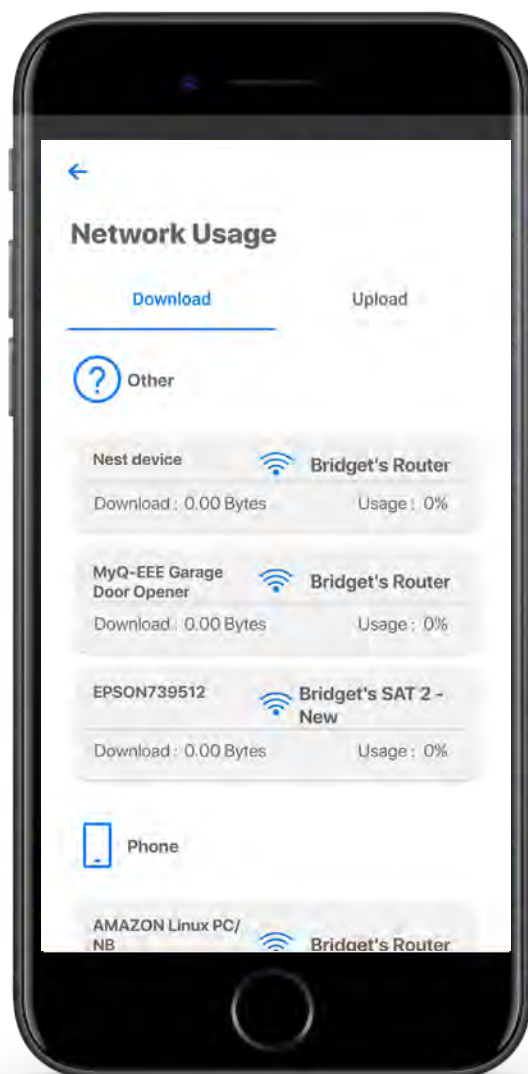 Network Usage
Download Upload
? Other
Nest device Bridget's Router
Download : 0.00 Bytes Usage : 0%
MyQ-EEE Garage
Door Opener Bridget's Router
Download : 0.00 Bytes Usage : 0%
EPSON739512 Bridget's SAT 2 -
New
Download : 0.00 Bytes Usage : 0%
Phone
AMAZON Linux PC/
NB Bridget's Router